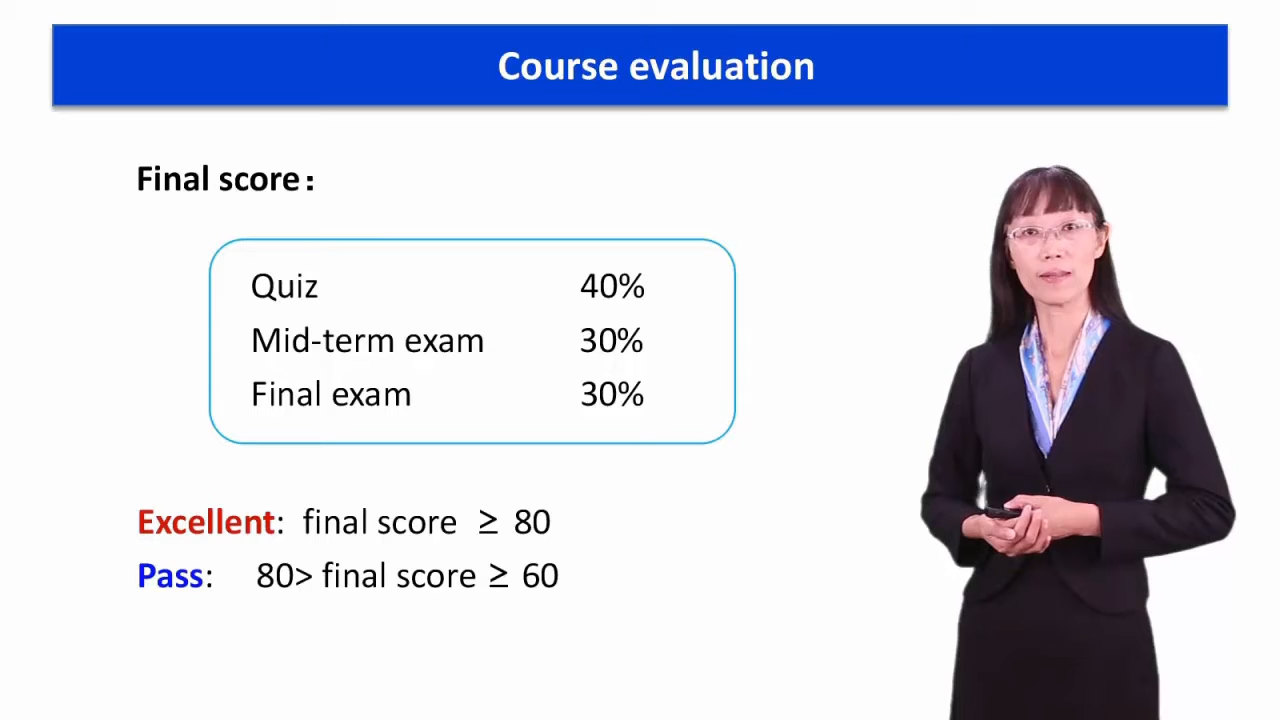 Course evaluation
Final score：
Quiz 40%
Mid-term exam 30%
Final exam 30%
Excellent: final score ≥ 80
Pass: 80> final score ≥ 60